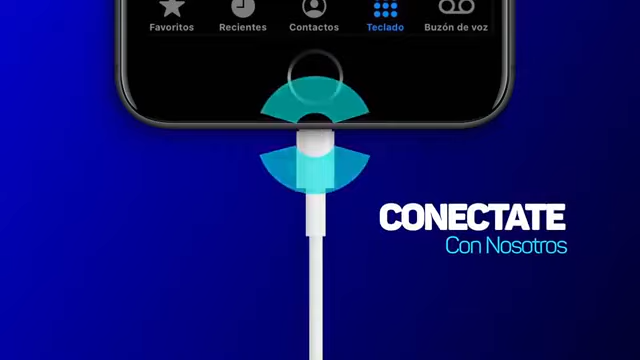 Favoritos Recientes Contactos Teclado Buzón de voz
CONECTATE
Con Nosotros